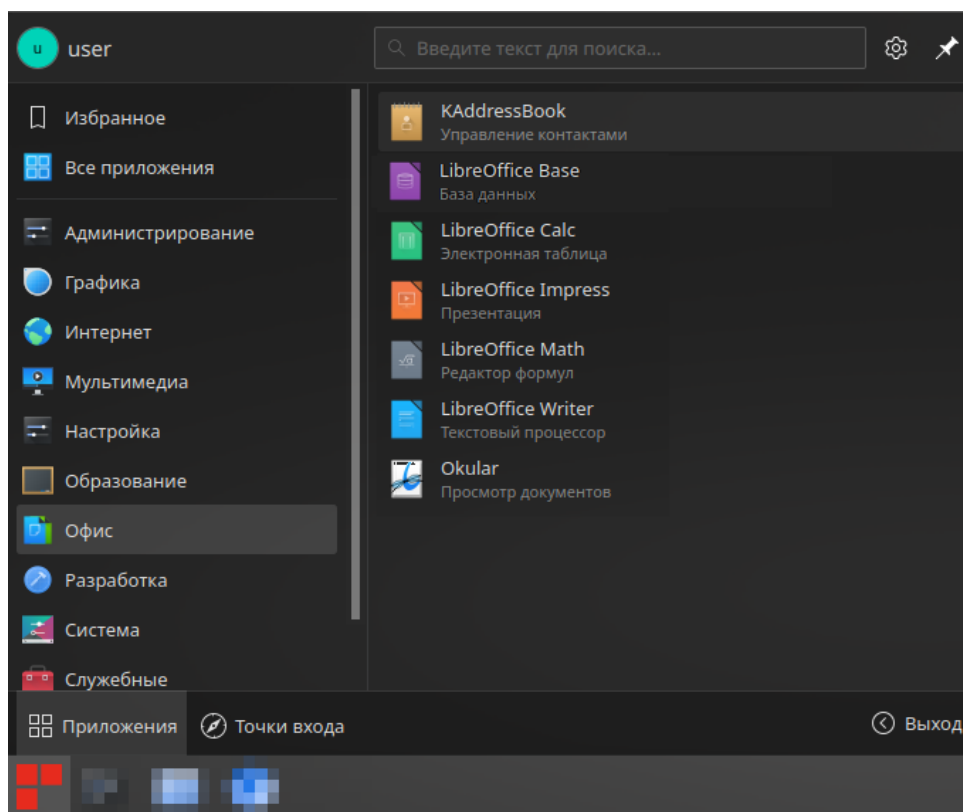 u user
Введите текст для поиска...
Избранное
Все приложения
Администрирование
Графика
Интернет
Мультимедиа
Настройка
Образование
Офис
Разработка
Система
Служебные
KAddressBook
Управление контактами
LibreOffice Base
База данных
LibreOffice Calc
Электронная таблица
LibreOffice Impress
Презентация
LibreOffice Math
Редактор формул
LibreOffice Writer
Текстовый процессор
Okular
Просмотр документов
Приложения
Точки входа
Выход